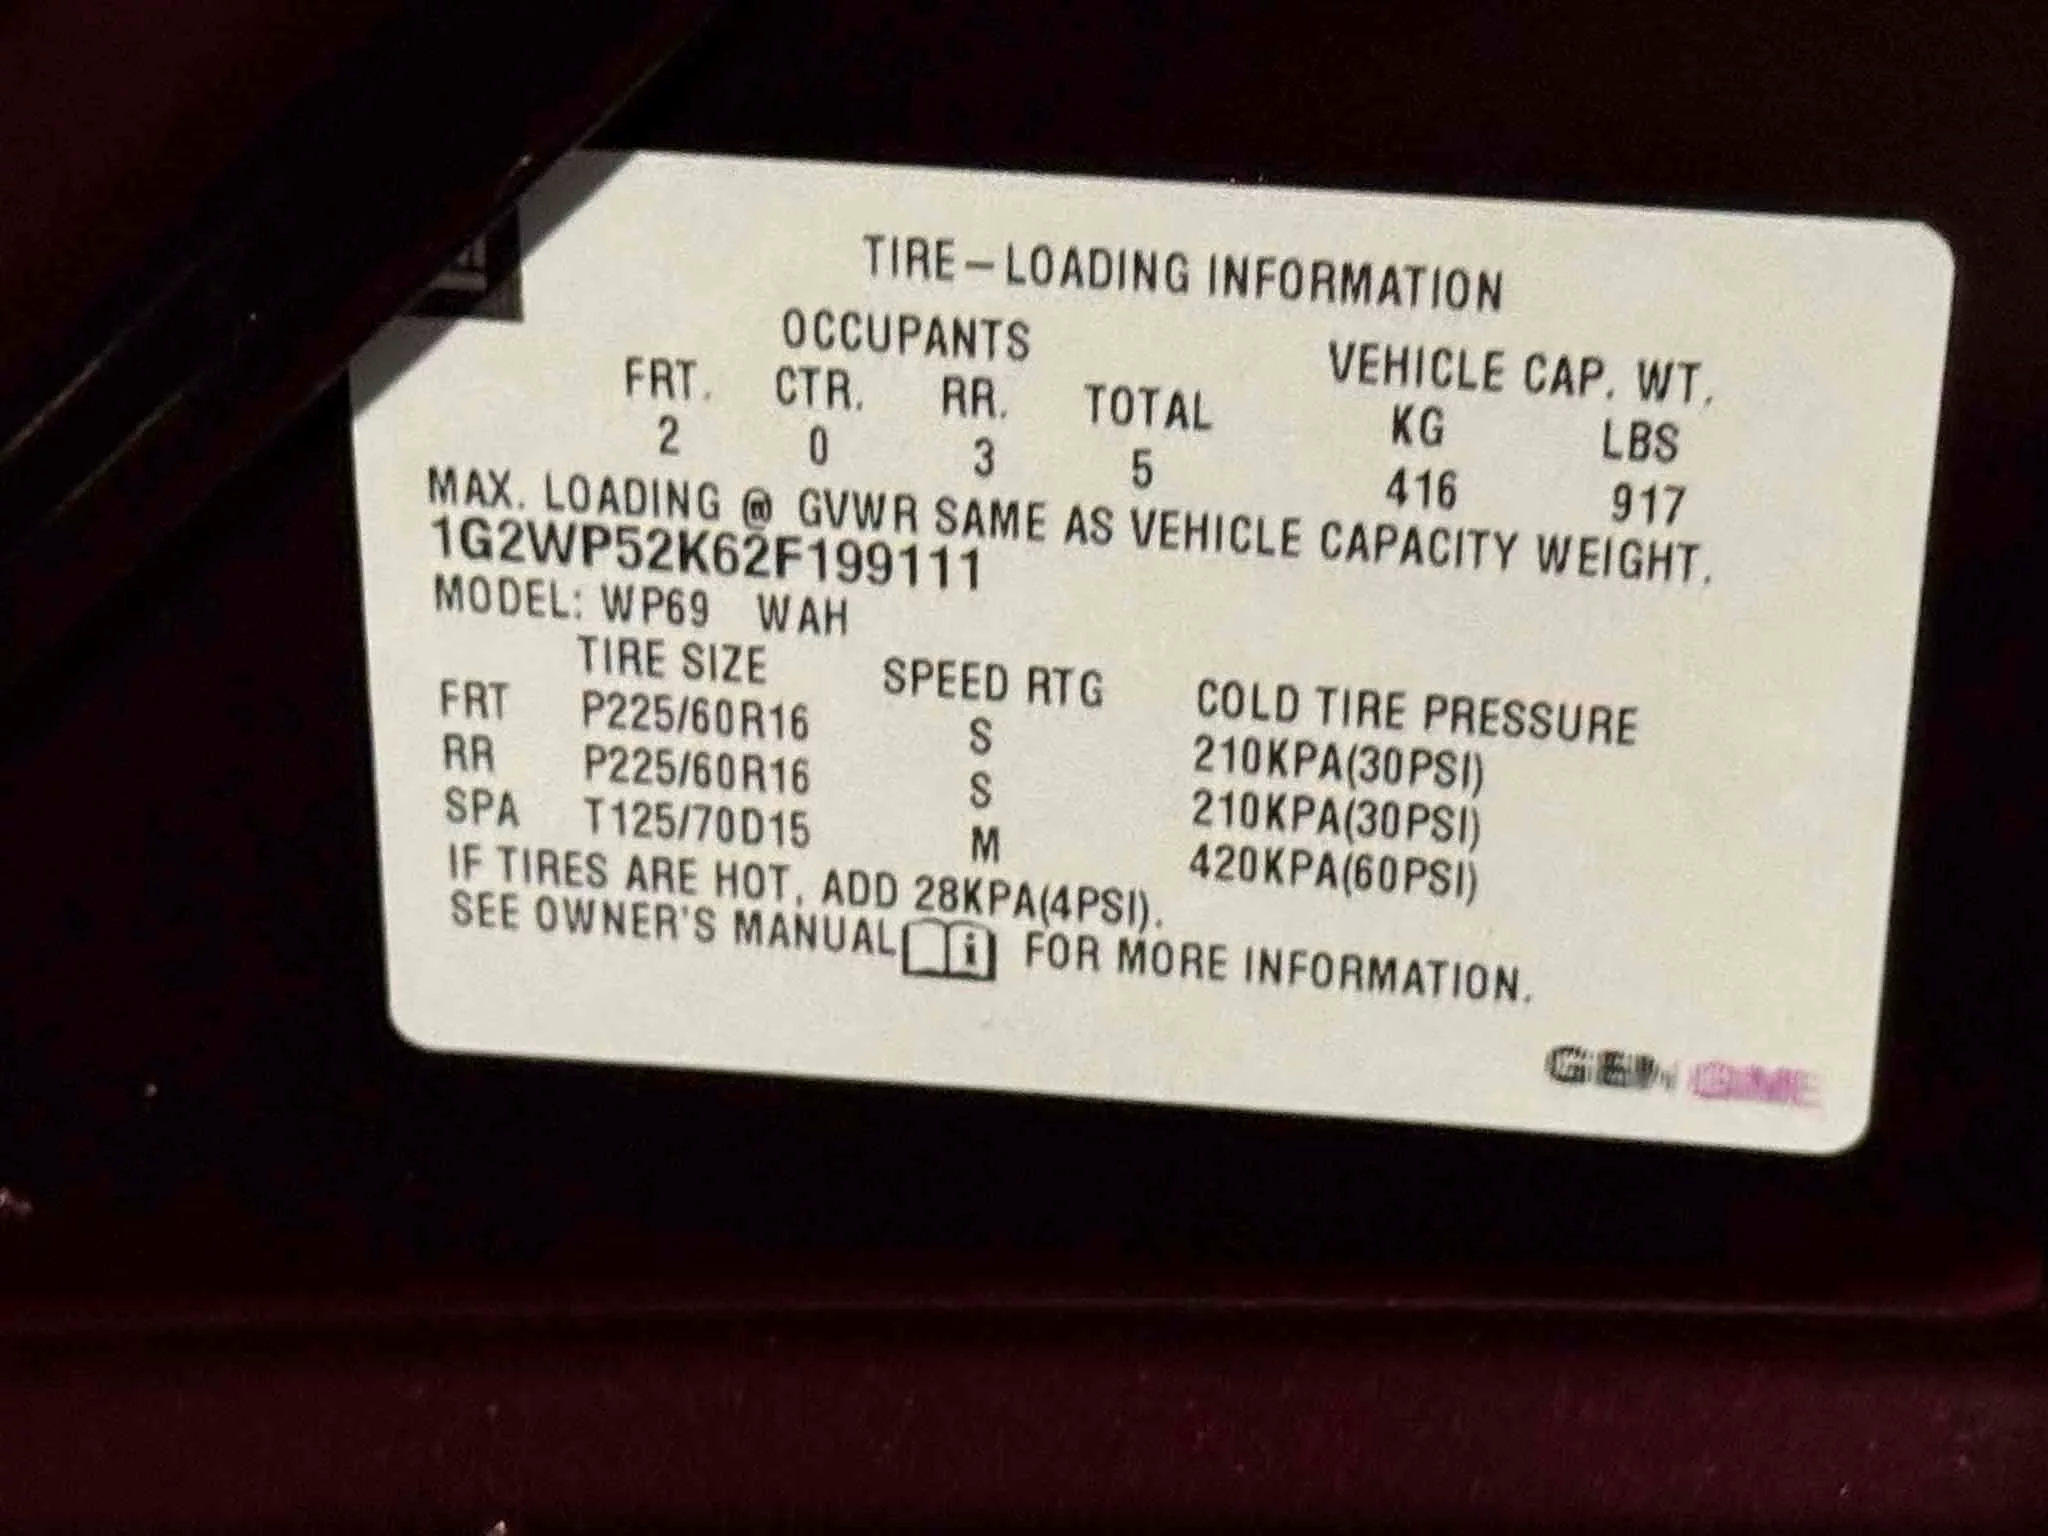 TIRE-LOADING INFORMATION
OCCUPANTS VEHICLE CAP. WT.
FRT. CTR. RR. TOTAL KG LBS
2 0 3 5 416 917
MAX. LOADING @ GVWR SAME AS VEHICLE CAPACITY WEIGHT.
1G2WP52K62F199111
MODEL: WP69 WAH
TIRE SIZE SPEED RTG COLD TIRE PRESSURE
FRT P225/60R16 S 210KPA(30PSI)
RR P225/60R16 S 210KPA(30PSI)
SPA T125/70D15 M 420KPA(60PSI)
IF TIRES ARE HOT, ADD 28KPA(4PSI).
SEE OWNER'S MANUAL FOR MORE INFORMATION.